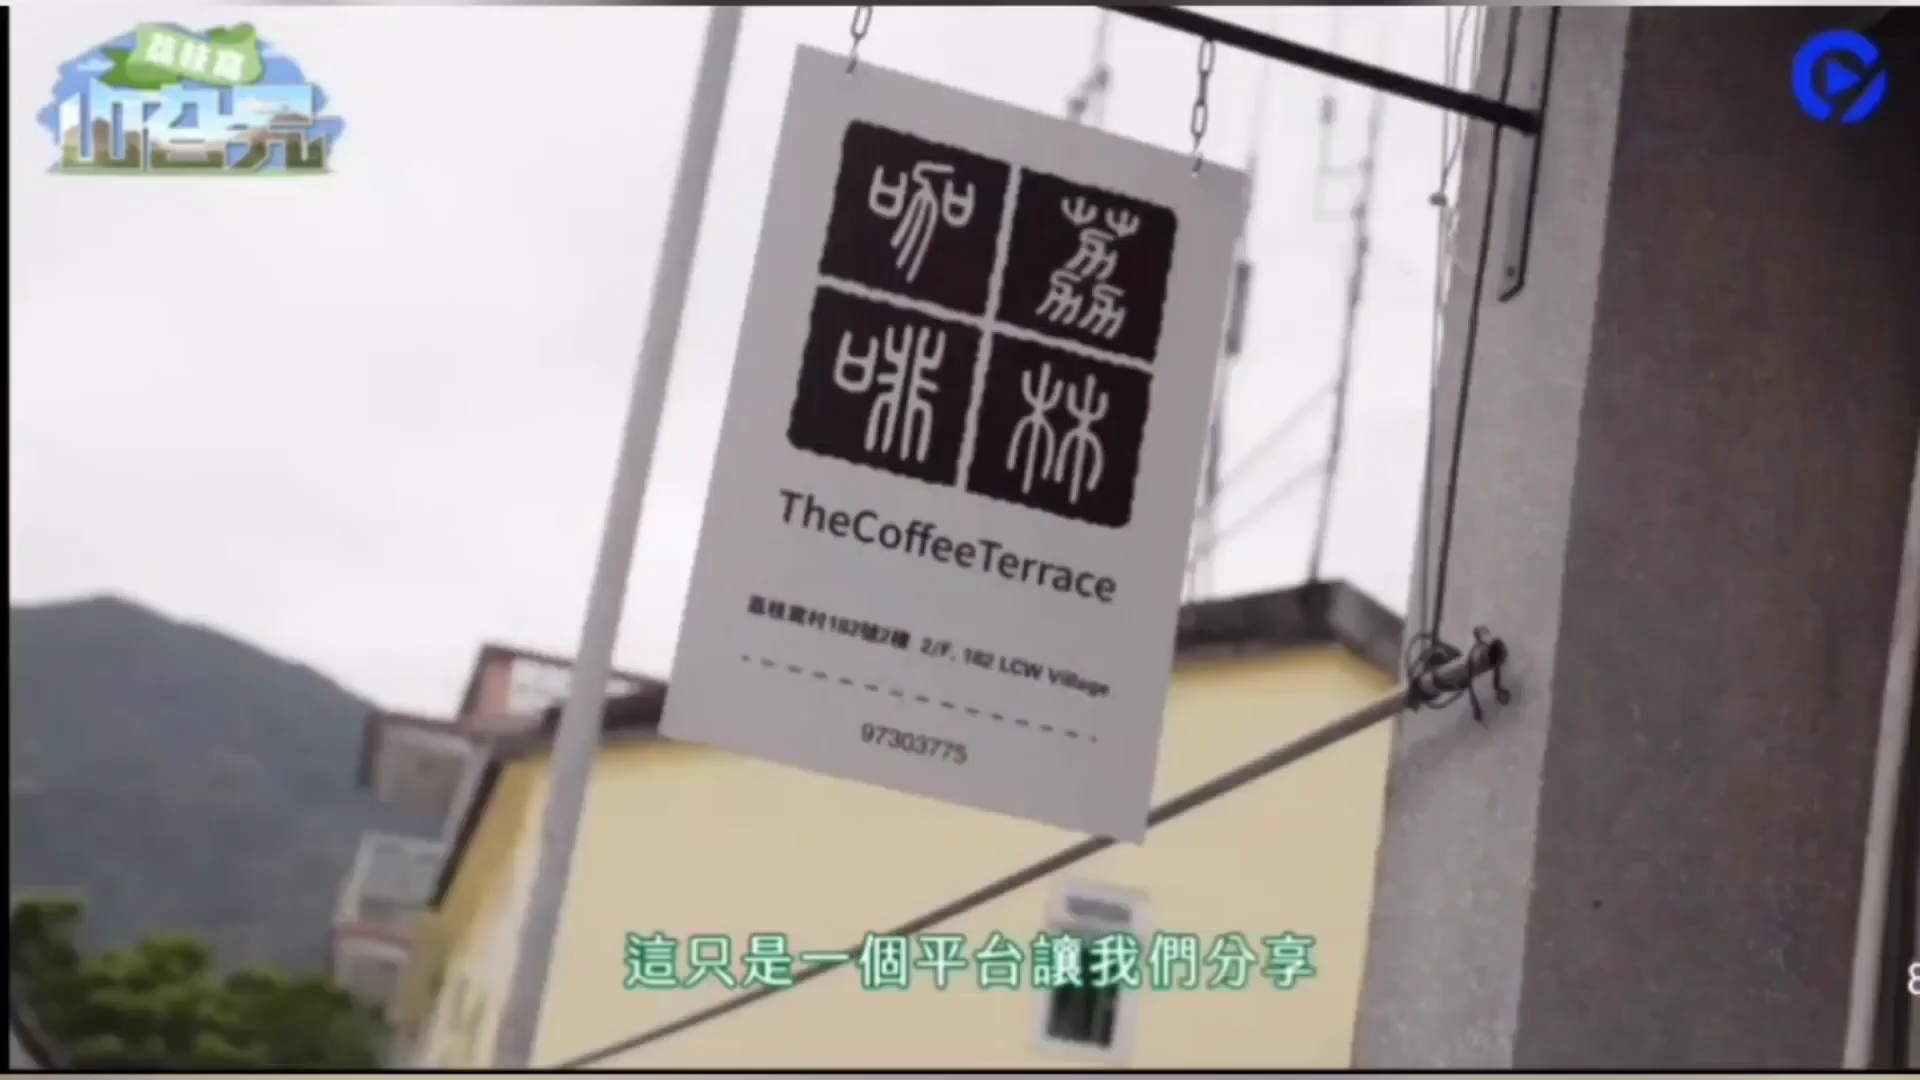 荔枝窩
咖荔
啡林
TheCoffeeTerrace
荔枝窩村182號2樓 2/F, 182 LCW Village
97303775
這只是一個平台讓我們分享